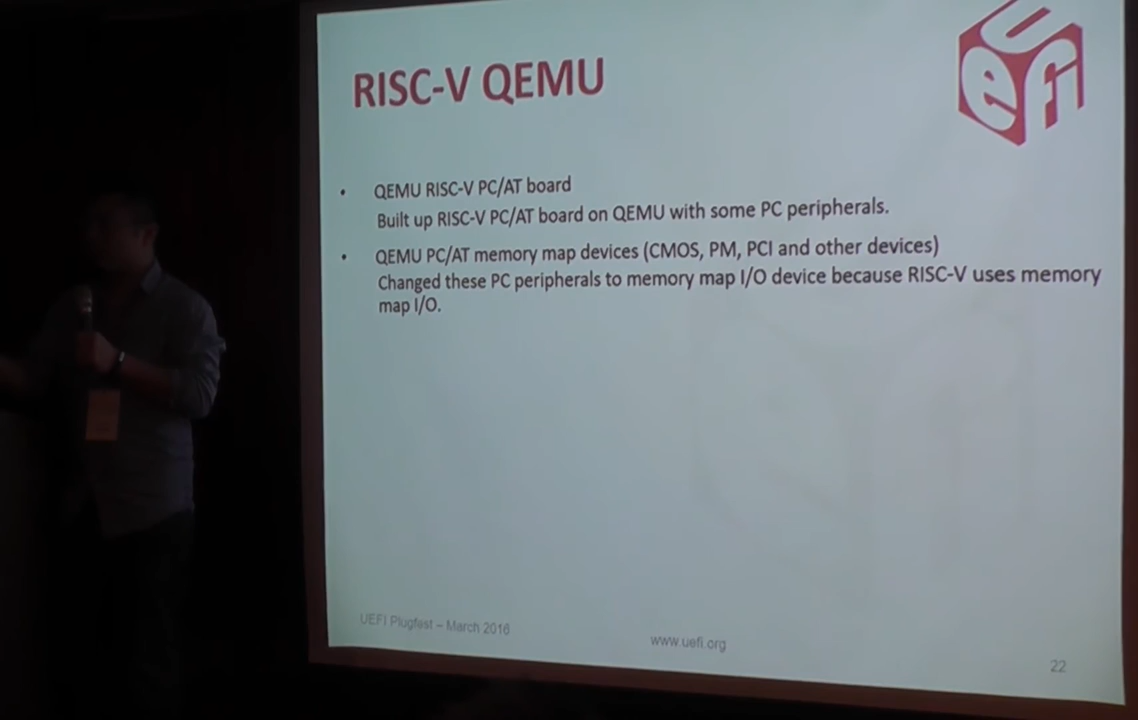 UEFI
RISC-V QEMU
• QEMU RISC-V PC/AT board
Built up RISC-V PC/AT board on QEMU with some PC peripherals.
• QEMU PC/AT memory map devices (CMOS, PM, PCI and other devices)
Changed these PC peripherals to memory map I/O device because RISC-V uses memory
map I/O.
UEFI Plugfest – March 2016
www.uefi.org
22